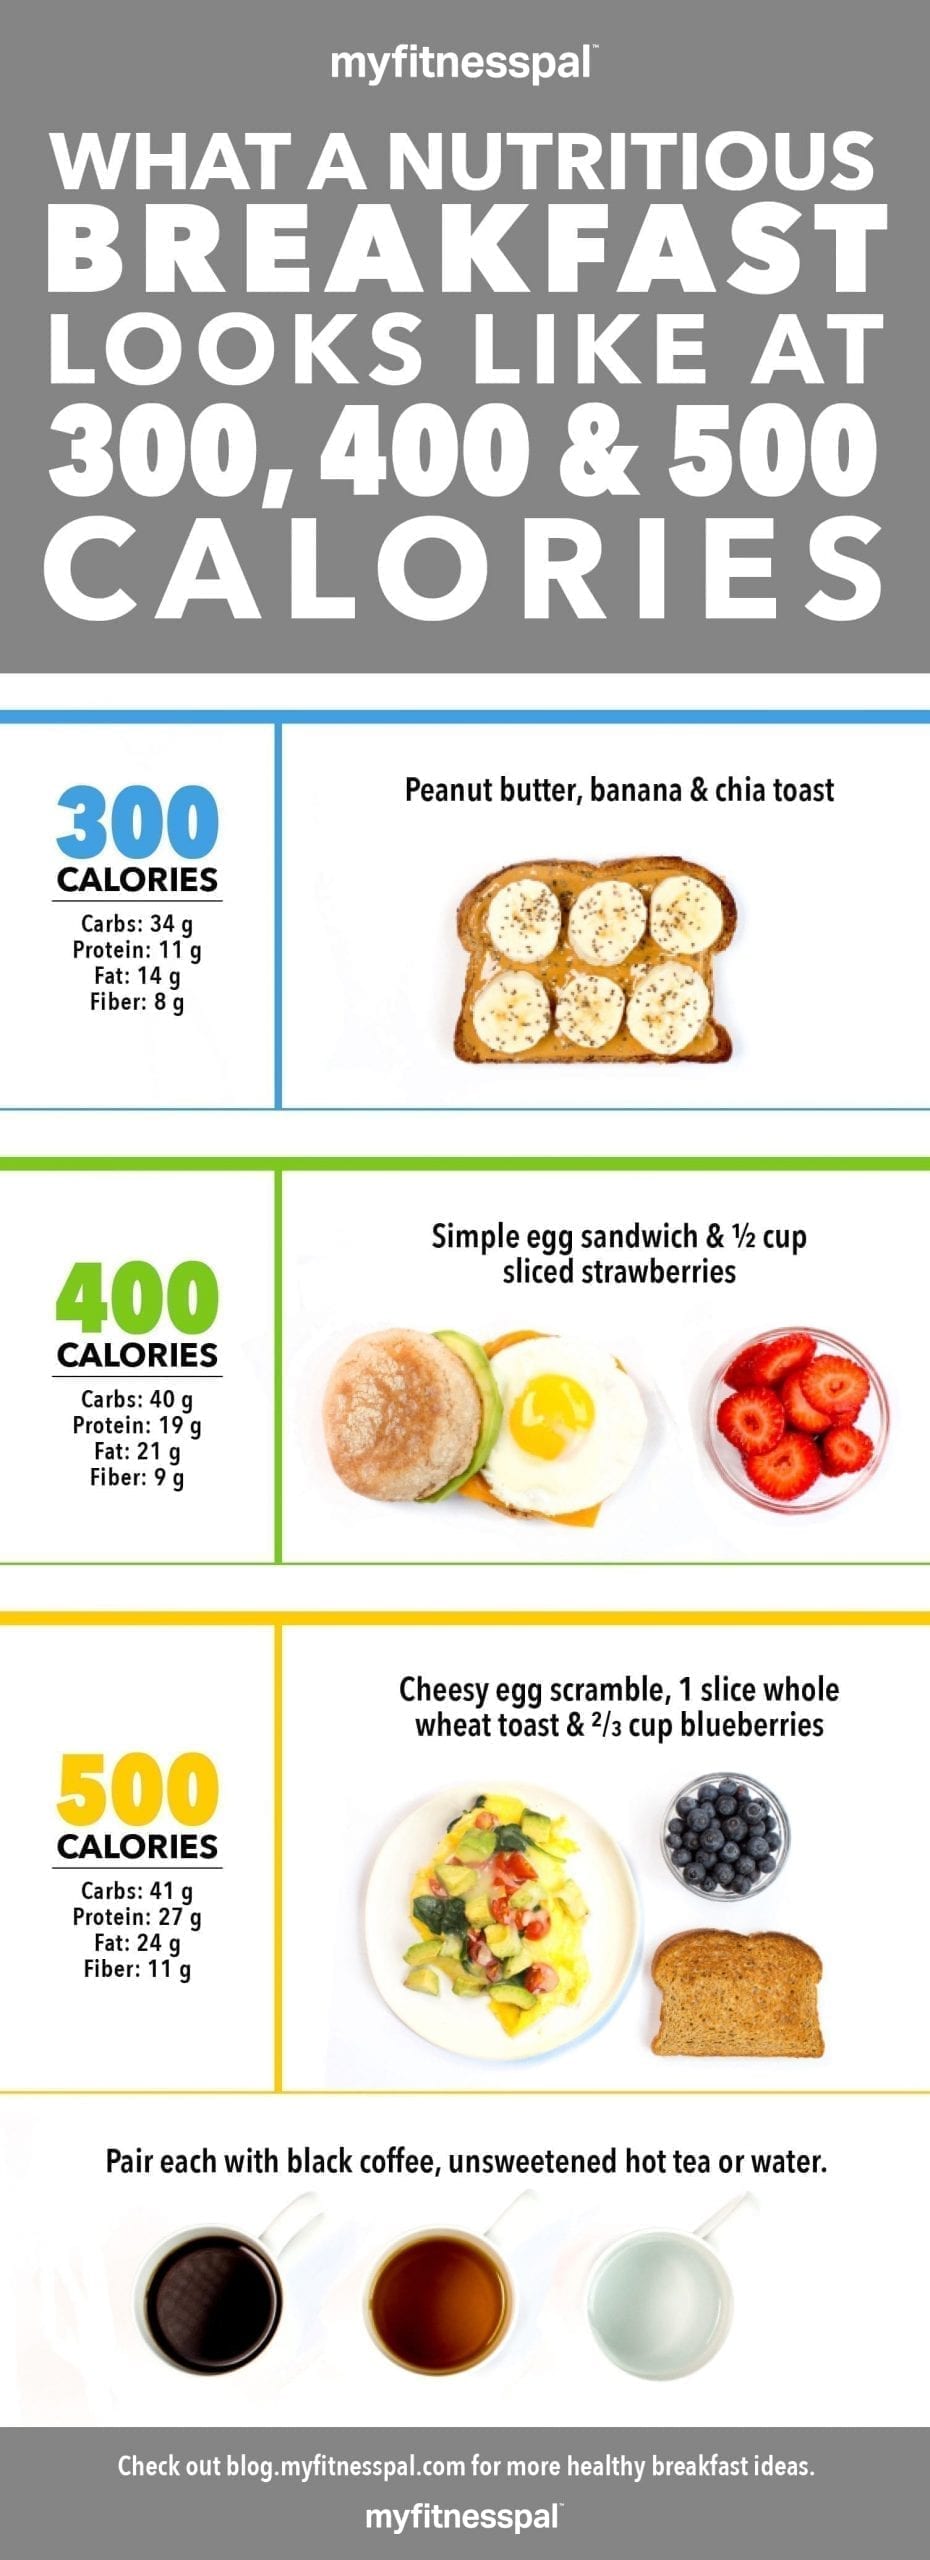 myfitnesspal™
WHAT A NUTRITIOUS
BREAKFAST
LOOKS LIKE AT
300, 400 & 500
CALORIES
300
CALORIES
Carbs: 34 g
Protein: 11 g
Fat: 14 g
Fiber: 8 g
Peanut butter, banana & chia toast
400
CALORIES
Carbs: 40 g
Protein: 19 g
Fat: 21 g
Fiber: 9 g
Simple egg sandwich & ½ cup
sliced strawberries
500
CALORIES
Carbs: 41 g
Protein: 27 g
Fat: 24 g
Fiber: 11 g
Cheesy egg scramble, 1 slice whole
wheat toast & 2/3 cup blueberries
Pair each with black coffee, unsweetened hot tea or water.
Check out blog.myfitnesspal.com for more healthy breakfast ideas.
myfitnesspal™